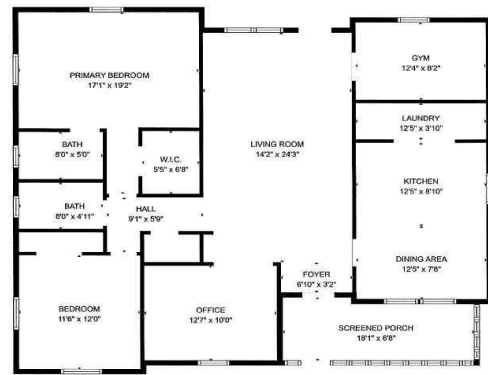 PRIMARY BEDROOM
17'1" x 19'2"
GYM
12'4" x 8'2"
LAUNDRY
12'5" x 3'10"
BATH
8'0" x 5'0"
W.I.C.
5'5" x 6'8"
LIVING ROOM
14'2" x 24'3"
KITCHEN
12'5" x 8'10"
BATH
8'0" x 4'11"
HALL
9'1" x 5'9"
DINING AREA
12'5" x 7'8"
FOYER
6'10" x 3'2"
BEDROOM
11'6" x 12'0"
OFFICE
12'7" x 10'0"
SCREENED PORCH
18'1" x 6'8"